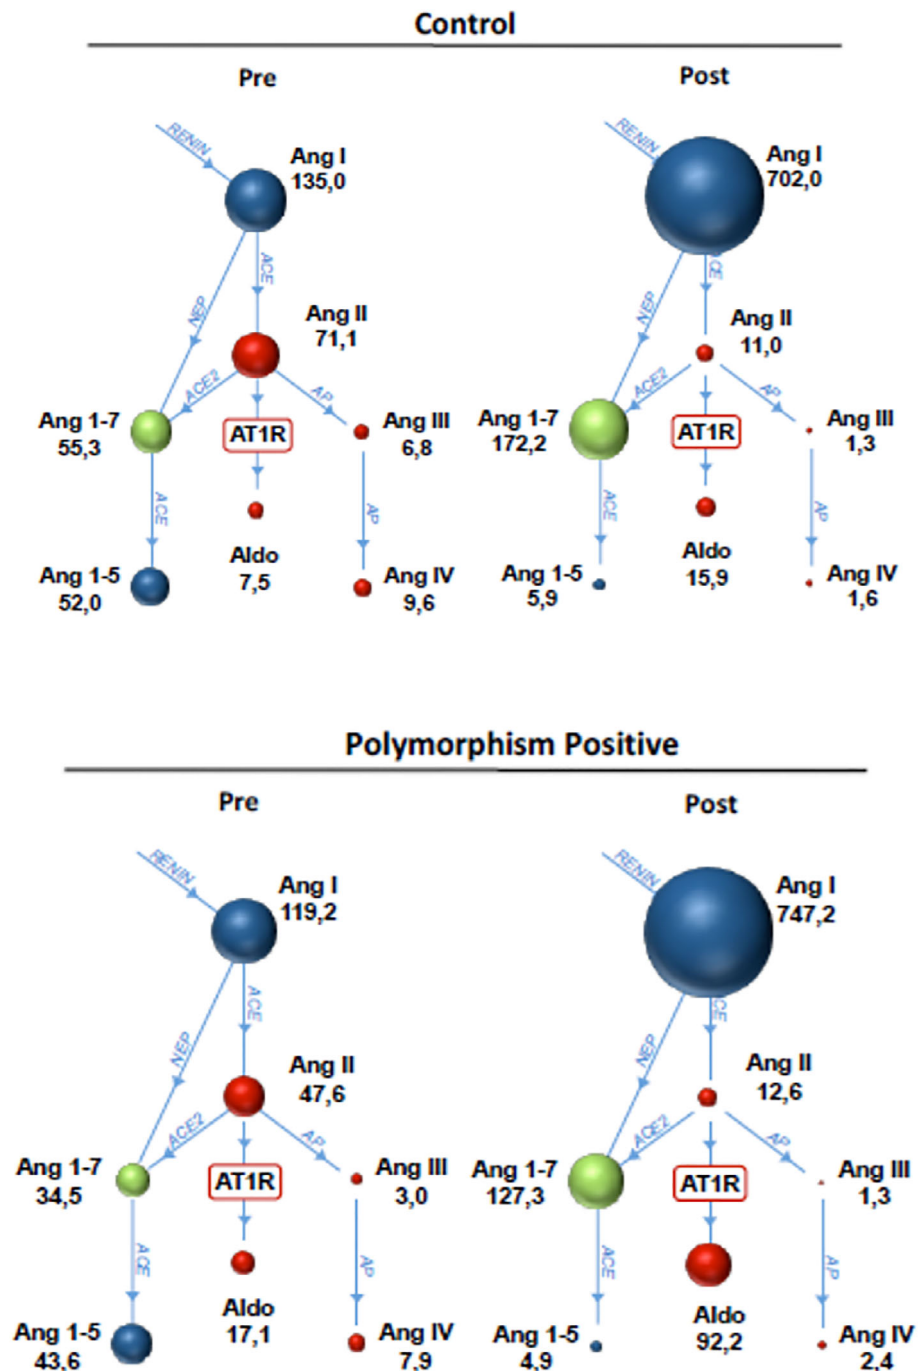 Control
Pre
RENIN
Ang I
135,0
ACE
NEP
Ang II
71,1
ACE2
AP
Ang 1-7
55,3
AT1R
Ang III
6,8
ACE
AP
Ang 1-5
52,0
Aldo
7,5
Ang IV
9,6
Post
RENIN
Ang I
702,0
CE
NEP
Ang II
11,0
ACE2
AP
Ang 1-7
172,2
AT1R
Ang III
1,3
ACE
AP
Ang 1-5
5,9
Aldo
15,9
Ang IV
1,6
Polymorphism Positive
Pre
RENIN
Ang I
119,2
ACE
NEP
Ang II
47,6
ACE2
AP
Ang 1-7
34,5
AT1R
Ang III
3,0
ACE
AP
Ang 1-5
43,6
Aldo
17,1
Ang IV
7,9
Post
RENIN
Ang I
747,2
CE
NEP
Ang II
12,6
ACE2
AP
Ang 1-7
127,3
AT1R
Ang III
1,3
ACE
AP
Ang 1-5
4,9
Aldo
92,2
Ang IV
2,4